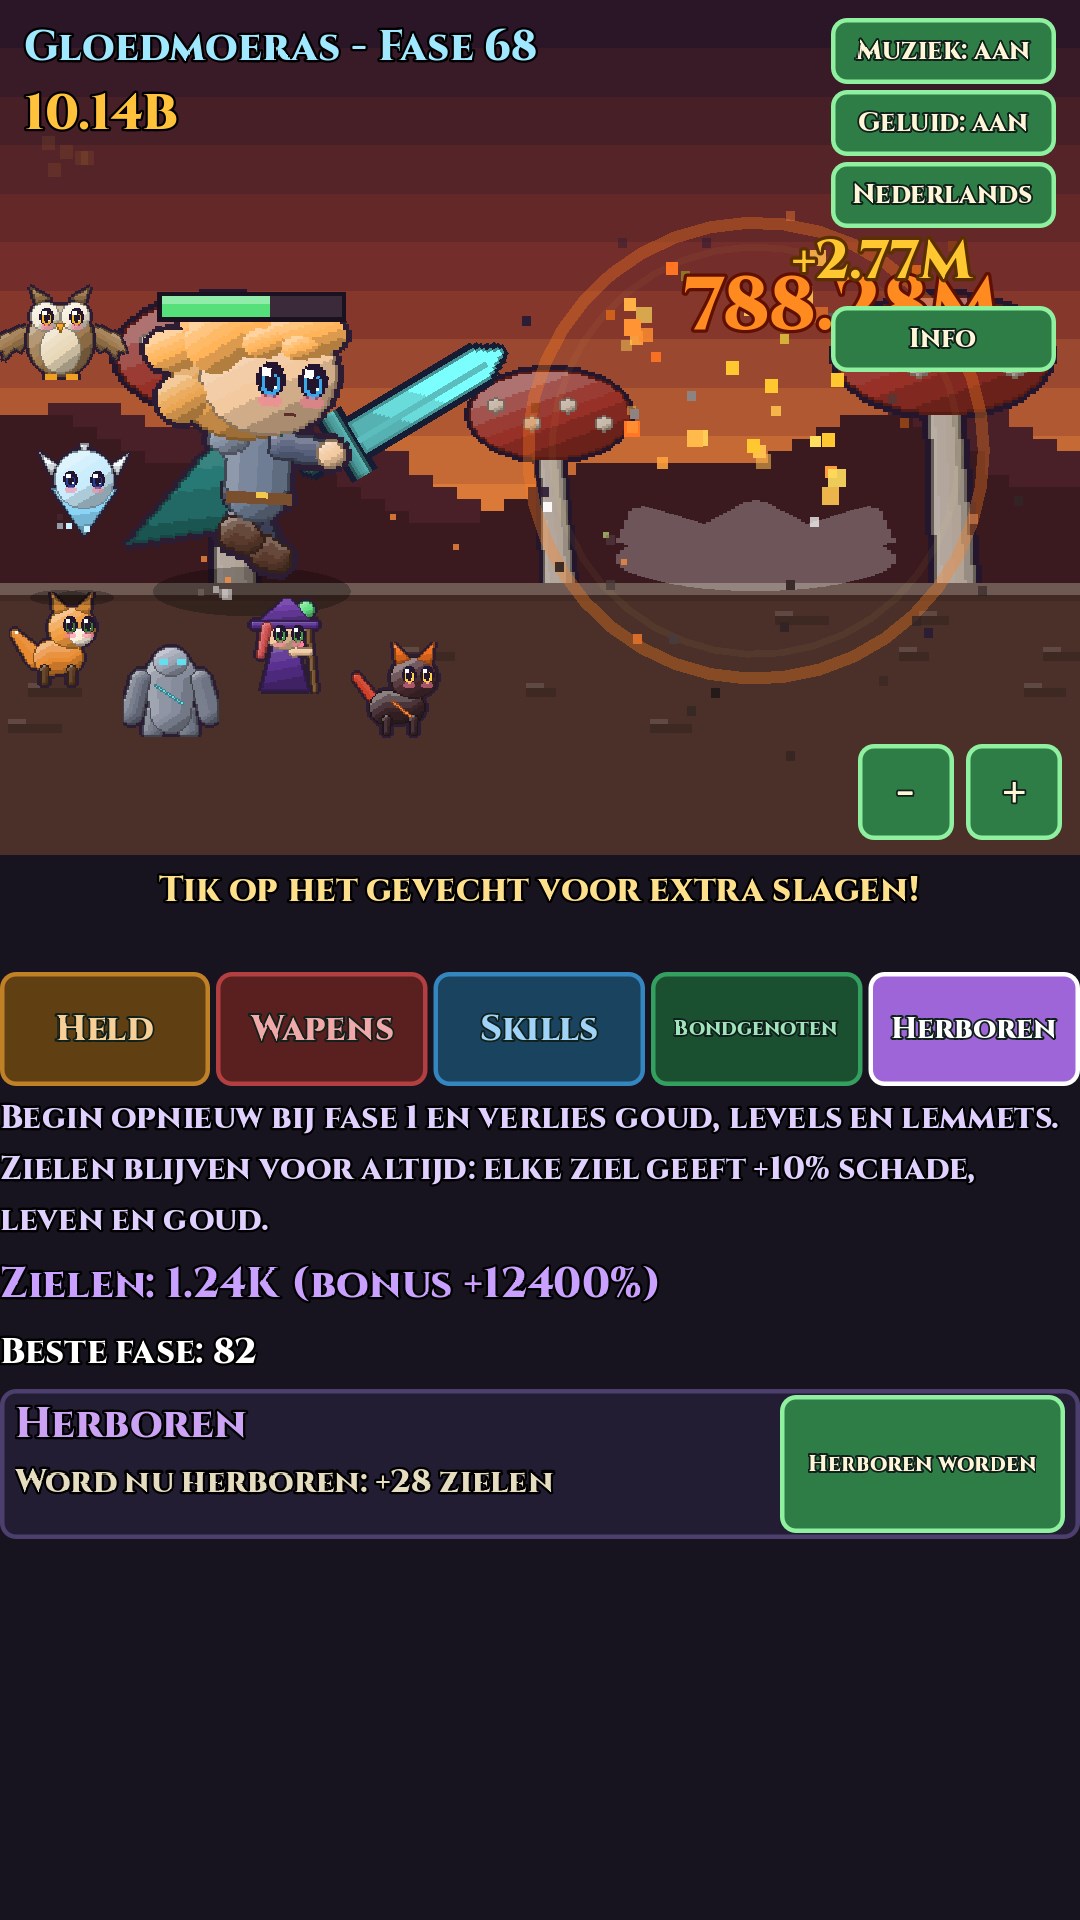 Gloedmoeras - Fase 68
10.14B
Muziek: aan
Geluid: aan
Nederlands
+2.77M
788.28M
Info
-
+
Tik op het gevecht voor extra slagen!
Held
Wapens
Skills
Bondgenoten
Herboren
Begin opnieuw bij fase 1 en verlies goud, levels en lemmets.
Zielen blijven voor altijd: elke ziel geeft +10% schade,
leven en goud.
Zielen: 1.24K (bonus +12400%)
Beste fase: 82
Herboren
Word nu herboren: +28 zielen
Herboren worden